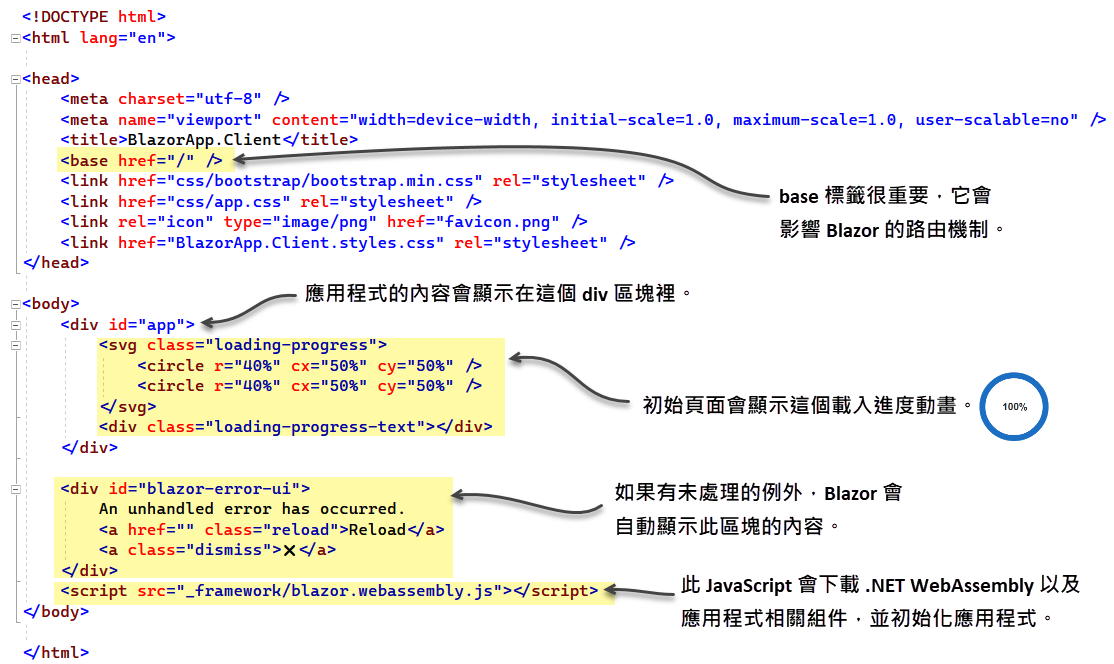 <!DOCTYPE html>
<html lang="en">
<head>
<meta charset="utf-8" />
<meta name="viewport" content="width=device-width, initial-scale=1.0, maximum-scale=1.0, user-scalable=no" />
<title>BlazorApp.Client</title>
<base href="/" />
<link href="css/bootstrap/bootstrap.min.css" rel="stylesheet" />
base 標籤很重要，它會
<link href="css/app.css" rel="stylesheet" />
<link rel="icon" type="image/png" href="favicon.png" />
影響 Blazor 的路由機制。
<link href="BlazorApp.Client.styles.css" rel="stylesheet" />
</head>
應用程式的內容會顯示在這個 div 區塊裡。
<body>
<div id="app">
<svg class="loading-progress">
<circle r="40%" cx="50%" cy="50%" />
<circle r="40%" cx="50%" cy="50%" />
</svg>
初始頁面會顯示這個載入進度動畫。
100%
<div class="loading-progress-text"></div>
</div>
<div id="blazor-error-ui">
如果有未處理的例外，Blazor 會
An unhandled error has occurred.
自動顯示此區塊的內容。
<a href="" class="reload">Reload</a>
<a class="dismiss">🗙</a>
</div>
<script src="_framework/blazor.webassembly.js"></script>
此 JavaScript 會下載 .NET WebAssembly 以及
應用程式相關組件，並初始化應用程式。
</body>
</html>